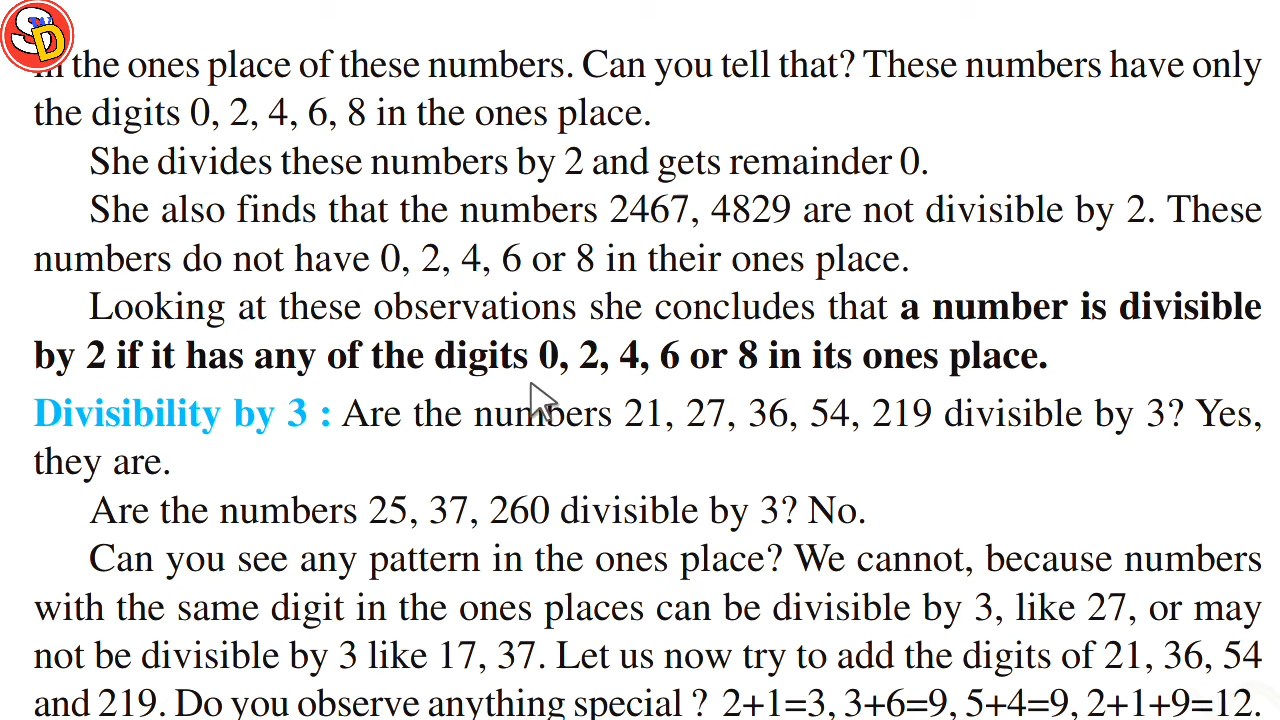 SD
in the ones place of these numbers. Can you tell that? These numbers have only
the digits 0, 2, 4, 6, 8 in the ones place.
She divides these numbers by 2 and gets remainder 0.
She also finds that the numbers 2467, 4829 are not divisible by 2. These
numbers do not have 0, 2, 4, 6 or 8 in their ones place.
Looking at these observations she concludes that a number is divisible
by 2 if it has any of the digits 0, 2, 4, 6 or 8 in its ones place.
Divisibility by 3 : Are the numbers 21, 27, 36, 54, 219 divisible by 3? Yes,
they are.
Are the numbers 25, 37, 260 divisible by 3? No.
Can you see any pattern in the ones place? We cannot, because numbers
with the same digit in the ones places can be divisible by 3, like 27, or may
not be divisible by 3 like 17, 37. Let us now try to add the digits of 21, 36, 54
and 219. Do you observe anything special ? 2+1=3, 3+6=9, 5+4=9, 2+1+9=12.